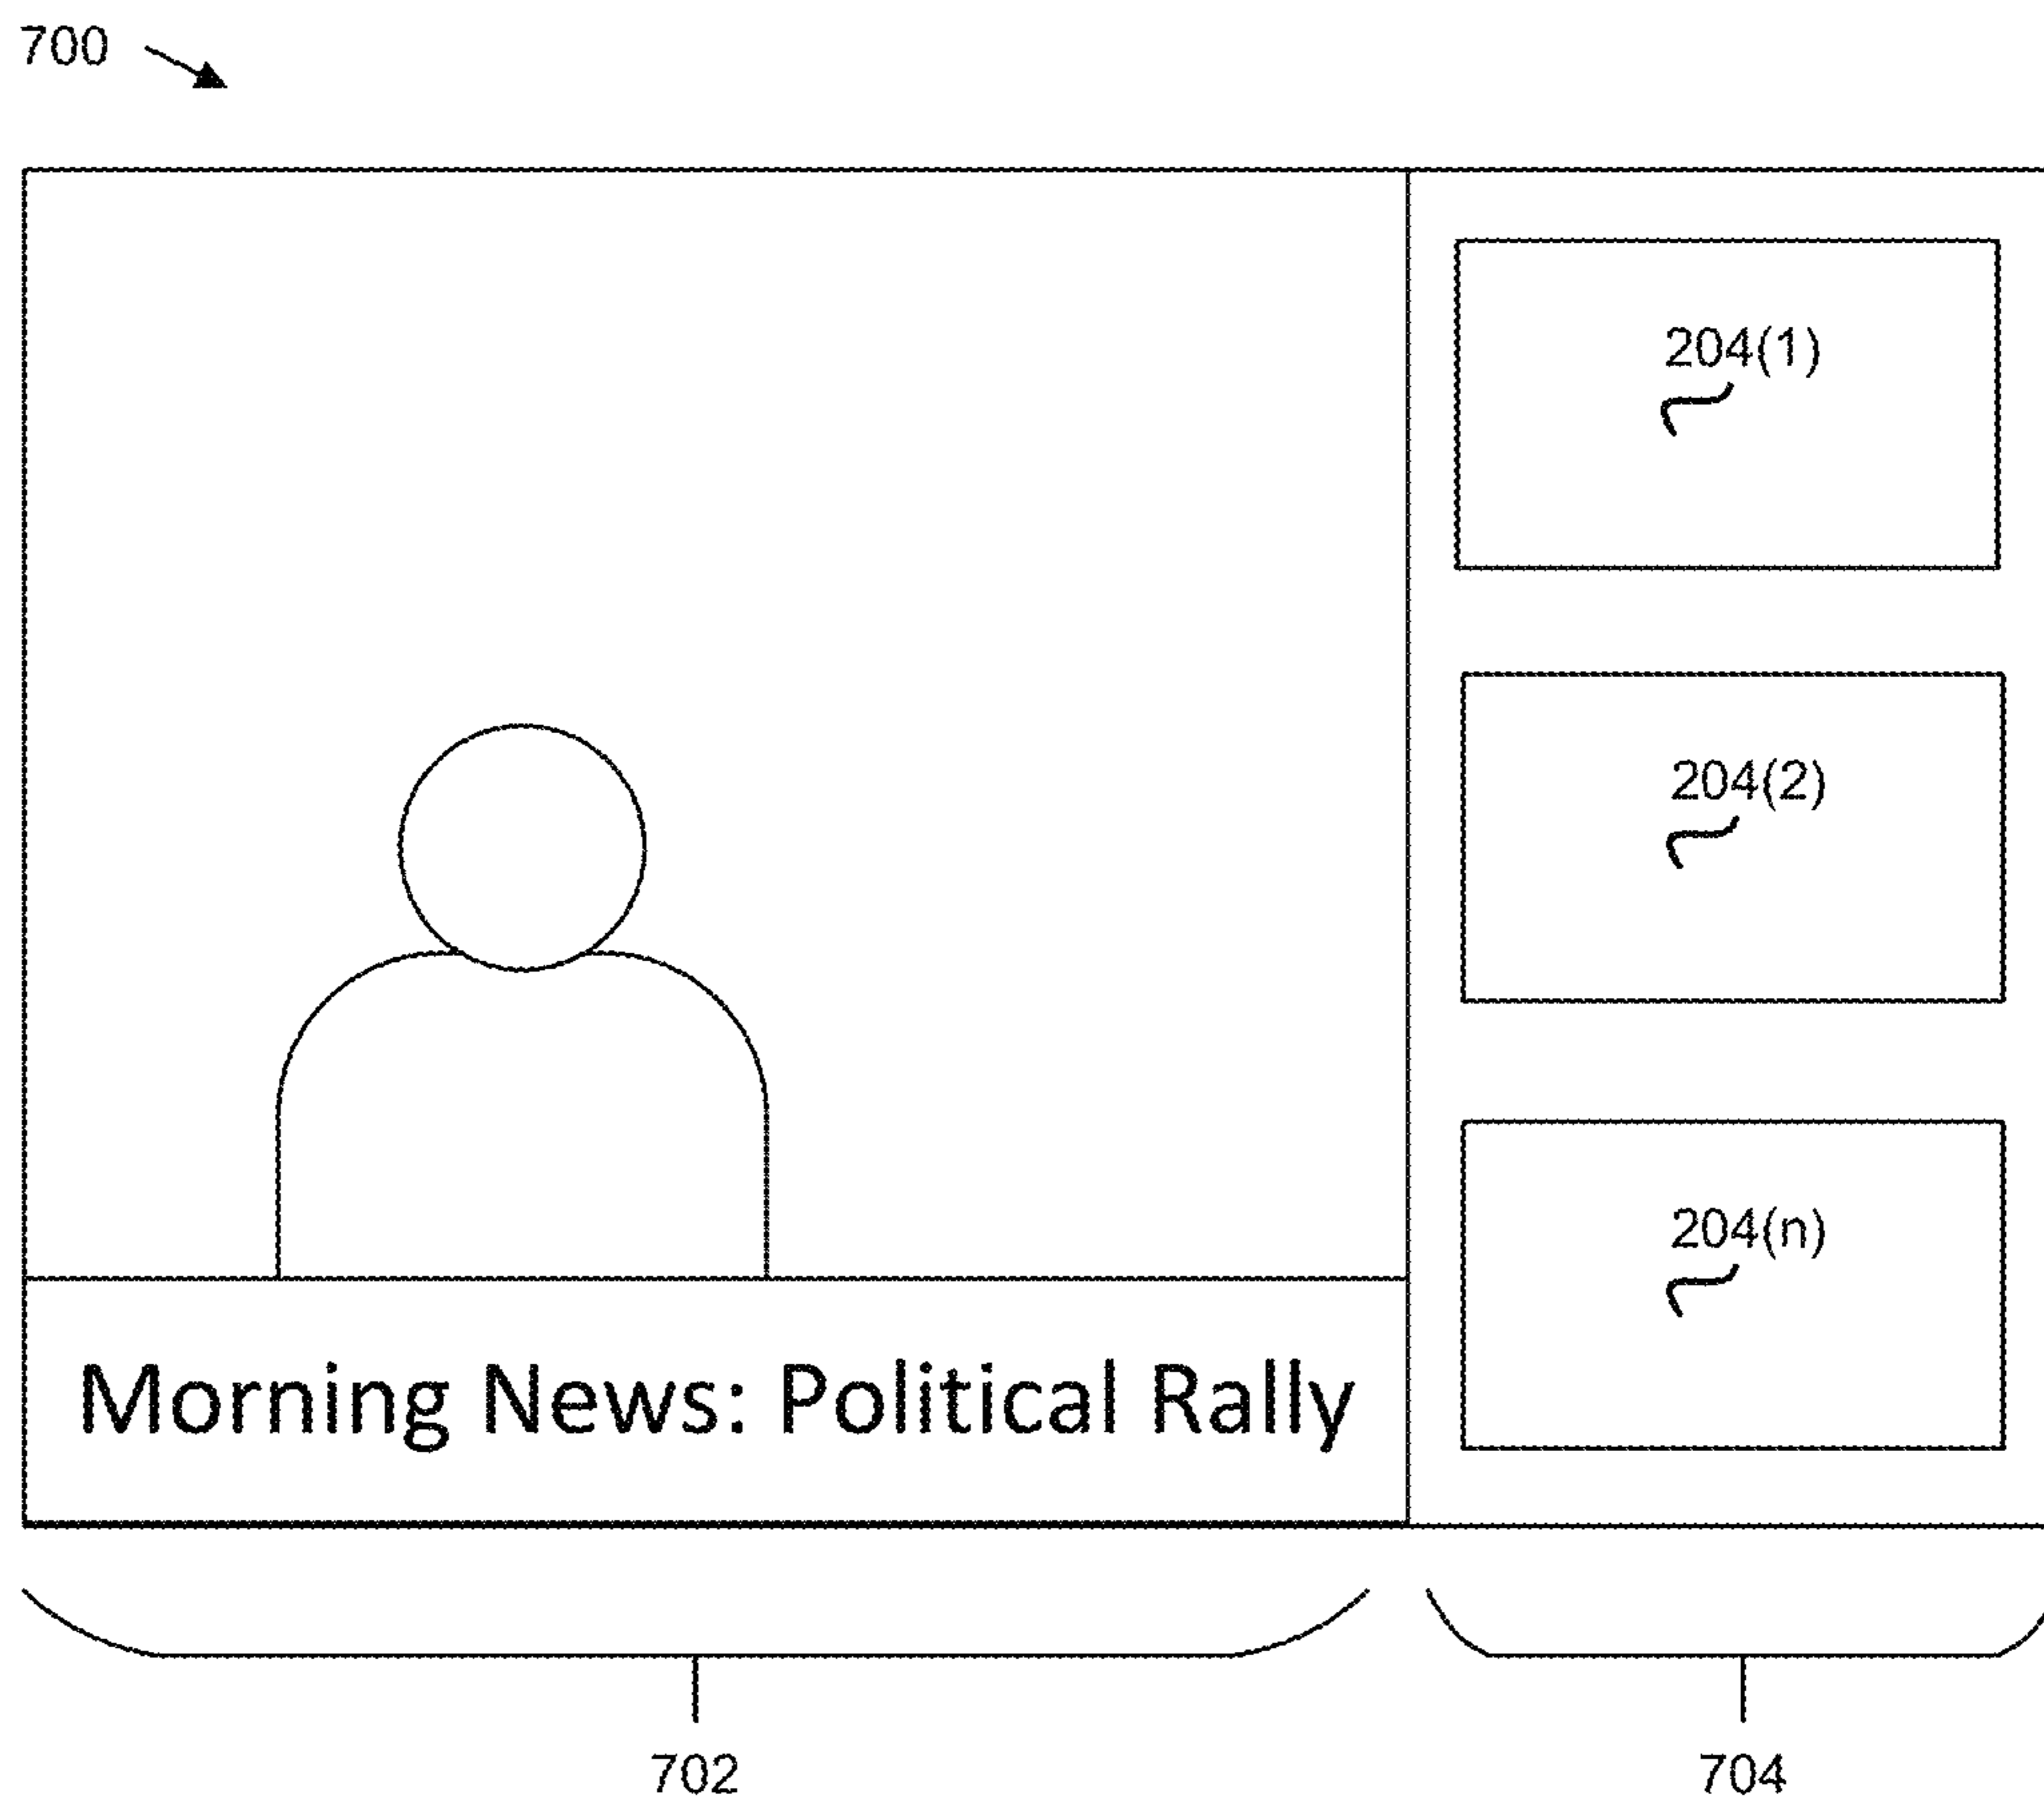 700
204(1)
204(2)
204(n)
Morning News: Political Rally
702
704